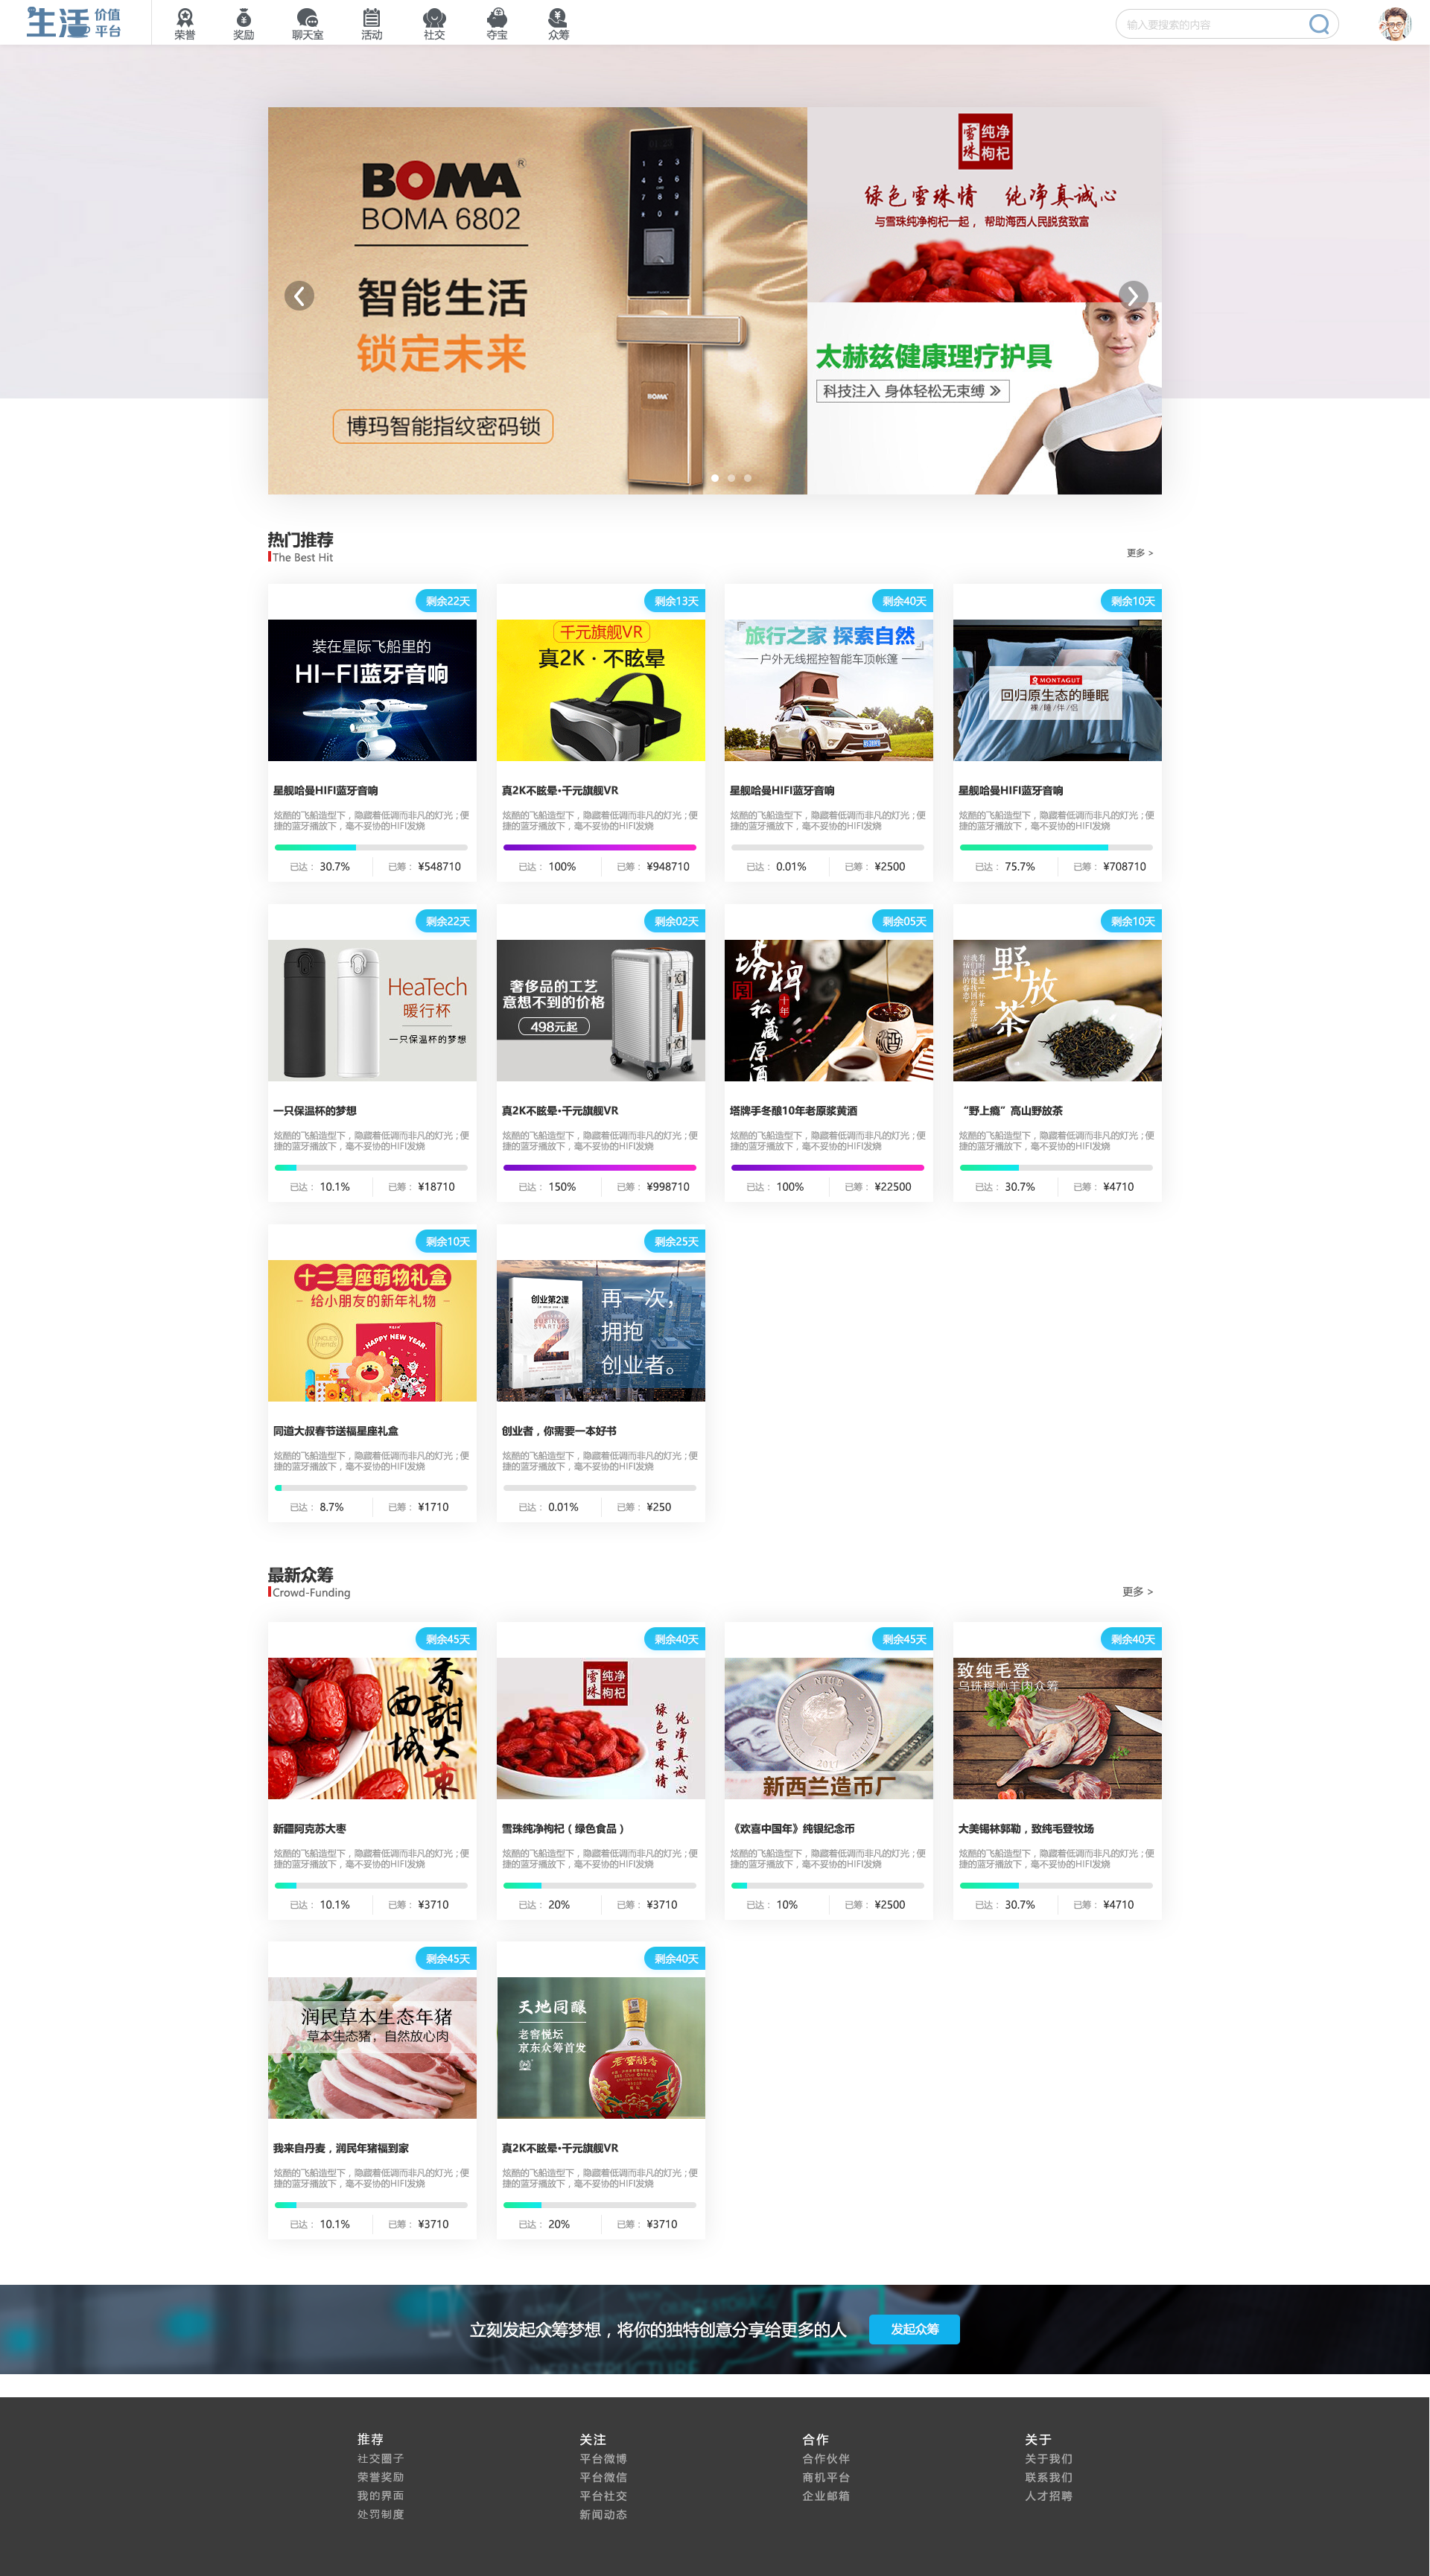 生活 价值平台
荣誉 奖励 聊天室 活动 社交 夺宝 众筹
输入要搜索的内容
BOMA®
BOMA 6802
智能生活
锁定未来
博玛智能指纹密码锁
BOMA
雪珠 纯净枸杞
绿色雪珠情 纯净真诚心
与雪珠纯净枸杞一起， 帮助海西人民脱贫致富
太赫兹健康理疗护具
科技注入 身体轻松无束缚 »
热门推荐
The Best Hit
更多 >
剩余22天
装在星际飞船里的
HI-FI蓝牙音响
星舰哈曼HIFI蓝牙音响
炫酷的飞船造型下，隐藏着低调而非凡的灯光；便
捷的蓝牙播放下，毫不妥协的HIFI发烧
已达： 30.7% 已筹： ¥548710
剩余13天
千元旗舰VR
真2K · 不眩晕
真2K不眩晕·千元旗舰VR
炫酷的飞船造型下，隐藏着低调而非凡的灯光；便
捷的蓝牙播放下，毫不妥协的HIFI发烧
已达： 100% 已筹： ¥948710
剩余40天
旅行之家 探索自然
户外无线摇控智能车顶帐篷
星舰哈曼HIFI蓝牙音响
炫酷的飞船造型下，隐藏着低调而非凡的灯光；便
捷的蓝牙播放下，毫不妥协的HIFI发烧
已达： 0.01% 已筹： ¥2500
剩余10天
MONTAGUT
回归原生态的睡眠
裸/睡/伴/侣
星舰哈曼HIFI蓝牙音响
炫酷的飞船造型下，隐藏着低调而非凡的灯光；便
捷的蓝牙播放下，毫不妥协的HIFI发烧
已达： 75.7% 已筹： ¥708710
剩余22天
HeaTech
暖行杯
一只保温杯的梦想
一只保温杯的梦想
炫酷的飞船造型下，隐藏着低调而非凡的灯光；便
捷的蓝牙播放下，毫不妥协的HIFI发烧
已达： 10.1% 已筹： ¥18710
剩余02天
奢侈品的工艺
意想不到的价格
498元起
真2K不眩晕·千元旗舰VR
炫酷的飞船造型下，隐藏着低调而非凡的灯光；便
捷的蓝牙播放下，毫不妥协的HIFI发烧
已达： 150% 已筹： ¥998710
剩余05天
塔牌
十年
私藏原酒
塔牌手冬酿10年老原浆黄酒
炫酷的飞船造型下，隐藏着低调而非凡的灯光；便
捷的蓝牙播放下，毫不妥协的HIFI发烧
已达： 100% 已筹： ¥22500
剩余10天
野放茶
“野上瘾”高山野放茶
炫酷的飞船造型下，隐藏着低调而非凡的灯光；便
捷的蓝牙播放下，毫不妥协的HIFI发烧
已达： 30.7% 已筹： ¥4710
剩余10天
十二星座萌物礼盒
给小朋友的新年礼物
HAPPY NEW YEAR
同道大叔春节送福星座礼盒
炫酷的飞船造型下，隐藏着低调而非凡的灯光；便
捷的蓝牙播放下，毫不妥协的HIFI发烧
已达： 8.7% 已筹： ¥1710
剩余25天
创业第2课
BUSINESS
STARTUP
再一次，
拥抱
创业者。
创业者，你需要一本好书
炫酷的飞船造型下，隐藏着低调而非凡的灯光；便
捷的蓝牙播放下，毫不妥协的HIFI发烧
已达： 0.01% 已筹： ¥250
最新众筹
Crowd-Funding
更多 >
剩余45天
香甜大枣
西域
新疆阿克苏大枣
炫酷的飞船造型下，隐藏着低调而非凡的灯光；便
捷的蓝牙播放下，毫不妥协的HIFI发烧
已达： 10.1% 已筹： ¥3710
剩余40天
雪珠 纯净枸杞
绿色雪珠情
纯净真诚心
雪珠纯净枸杞（绿色食品）
炫酷的飞船造型下，隐藏着低调而非凡的灯光；便
捷的蓝牙播放下，毫不妥协的HIFI发烧
已达： 20% 已筹： ¥3710
剩余45天
ELIZABETH II NIUE 2 DOLLARS
2017
新西兰造币厂
《欢喜中国年》纯银纪念币
炫酷的飞船造型下，隐藏着低调而非凡的灯光；便
捷的蓝牙播放下，毫不妥协的HIFI发烧
已达： 10% 已筹： ¥2500
剩余40天
致纯毛登
乌珠穆沁羊肉众筹
大美锡林郭勒，致纯毛登牧场
炫酷的飞船造型下，隐藏着低调而非凡的灯光；便
捷的蓝牙播放下，毫不妥协的HIFI发烧
已达： 30.7% 已筹： ¥4710
剩余45天
润民草本生态年猪
草本生态猪，自然放心肉
我来自丹麦，润民年猪福到家
炫酷的飞船造型下，隐藏着低调而非凡的灯光；便
捷的蓝牙播放下，毫不妥协的HIFI发烧
已达： 10.1% 已筹： ¥3710
剩余40天
天地同酿
老窖悦坛
京东众筹首发
真2K不眩晕·千元旗舰VR
炫酷的飞船造型下，隐藏着低调而非凡的灯光；便
捷的蓝牙播放下，毫不妥协的HIFI发烧
已达： 20% 已筹： ¥3710
立刻发起众筹梦想，将你的独特创意分享给更多的人
发起众筹
推荐 关注 合作 关于
社交圈子 平台微博 合作伙伴 关于我们
荣誉奖励 平台微信 商机平台 联系我们
我的界面 平台社交 企业邮箱 人才招聘
处罚制度 新闻动态